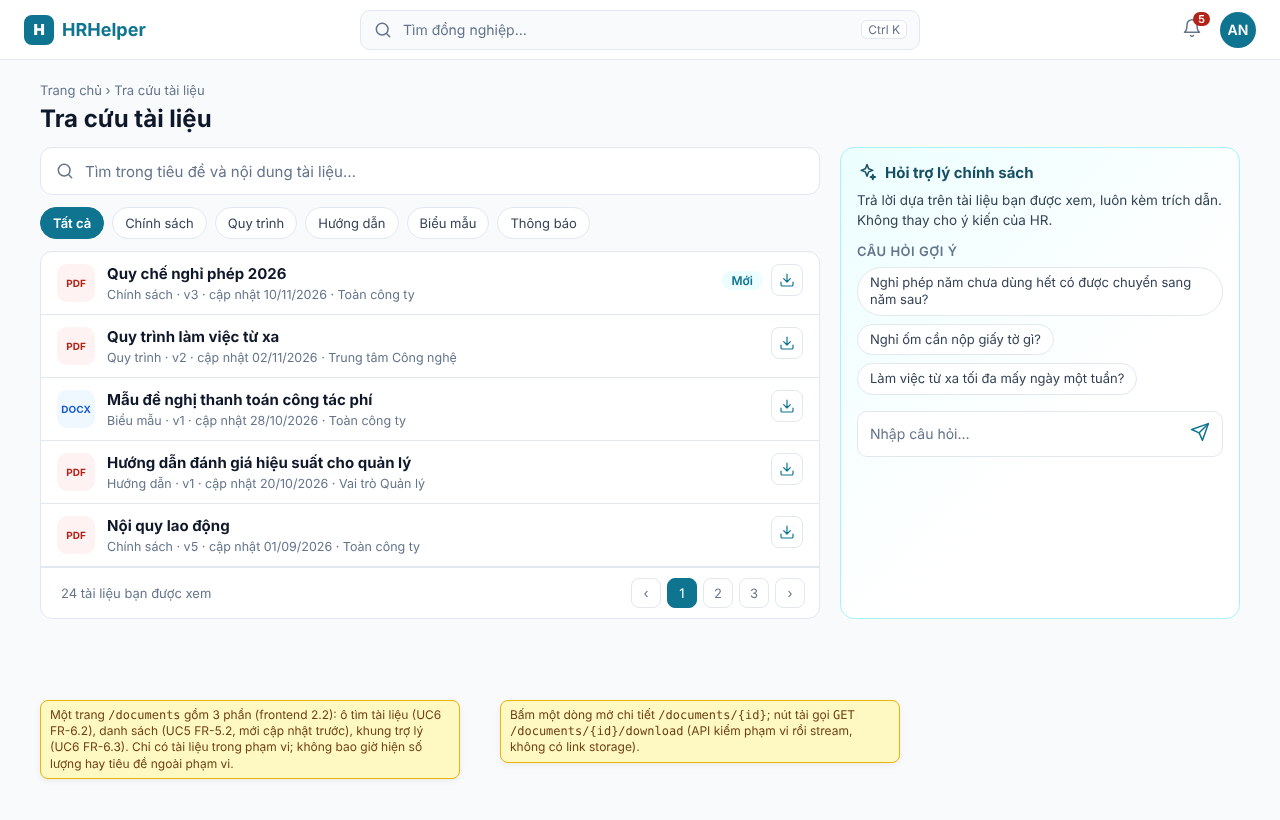 H HRHelper
Tìm đồng nghiệp...
Ctrl K
5
AN
Trang chủ › Tra cứu tài liệu
Tra cứu tài liệu
Tìm trong tiêu đề và nội dung tài liệu...
Tất cả
Chính sách
Quy trình
Hướng dẫn
Biểu mẫu
Thông báo
PDF
Quy chế nghỉ phép 2026
Chính sách · v3 · cập nhật 10/11/2026 · Toàn công ty
Mới
PDF
Quy trình làm việc từ xa
Quy trình · v2 · cập nhật 02/11/2026 · Trung tâm Công nghệ
DOCX
Mẫu đề nghị thanh toán công tác phí
Biểu mẫu · v1 · cập nhật 28/10/2026 · Toàn công ty
PDF
Hướng dẫn đánh giá hiệu suất cho quản lý
Hướng dẫn · v1 · cập nhật 20/10/2026 · Vai trò Quản lý
PDF
Nội quy lao động
Chính sách · v5 · cập nhật 01/09/2026 · Toàn công ty
24 tài liệu bạn được xem
‹ 1 2 3 ›
Hỏi trợ lý chính sách
Trả lời dựa trên tài liệu bạn được xem, luôn kèm trích dẫn.
Không thay cho ý kiến của HR.
CÂU HỎI GỢI Ý
Nghỉ phép năm chưa dùng hết có được chuyển sang
năm sau?
Nghỉ ốm cần nộp giấy tờ gì?
Làm việc từ xa tối đa mấy ngày một tuần?
Nhập câu hỏi...
Một trang /documents gồm 3 phần (frontend 2.2): ô tìm tài liệu (UC6
FR-6.2), danh sách (UC5 FR-5.2, mới cập nhật trước), khung trợ lý
(UC6 FR-6.3). Chỉ có tài liệu trong phạm vi; không bao giờ hiện số
lượng hay tiêu đề ngoài phạm vi.
Bấm một dòng mở chi tiết /documents/{id}; nút tải gọi GET
/documents/{id}/download (API kiểm phạm vi rồi stream,
không có link storage).